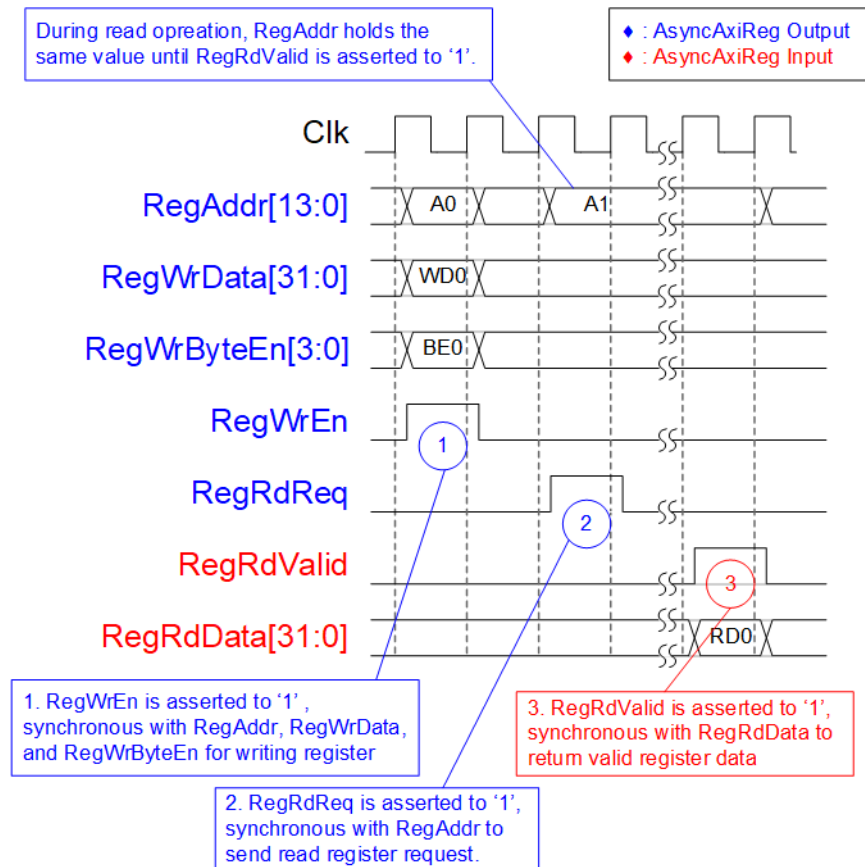 During read opreation, RegAddr holds the
same value until RegRdValid is asserted to ‘1’.
♦ : AsyncAxiReg Output
♦ : AsyncAxiReg Input
Clk
RegAddr[13:0]
A0
A1
RegWrData[31:0]
WD0
RegWrByteEn[3:0]
BE0
RegWrEn
1
RegRdReq
2
RegRdValid
3
RegRdData[31:0]
RD0
1. RegWrEn is asserted to ‘1’ ,
synchronous with RegAddr, RegWrData,
and RegWrByteEn for writing register
3. RegRdValid is asserted to ‘1’,
synchronous with RegRdData to
return valid register data
2. RegRdReq is asserted to ‘1’,
synchronous with RegAddr to
send read register request.